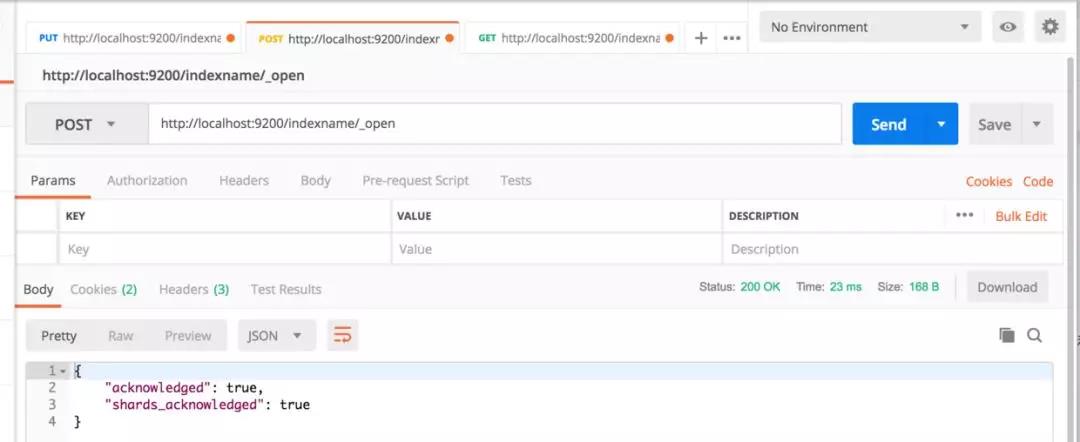 PUT http://localhost:9200/indexna POST http://localhost:9200/indexr GET http://localhost:9200/indexna + ••• No Environment
http://localhost:9200/indexname/_open
POST http://localhost:9200/indexname/_open Send Save
Params Authorization Headers Body Pre-request Script Tests Cookies Code
KEY VALUE DESCRIPTION ••• Bulk Edit
Key Value Description
Body Cookies (2) Headers (3) Test Results Status: 200 OK Time: 23 ms Size: 168 B Download
Pretty Raw Preview JSON
1 {
2 "acknowledged": true,
3 "shards_acknowledged": true
4 }